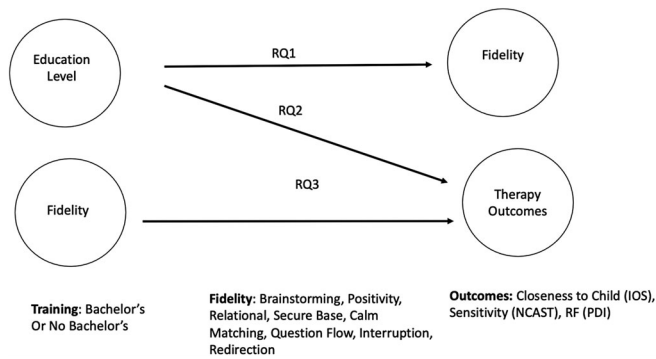 Education
Level
RQ1
Fidelity
RQ2
RQ3
Fidelity
Therapy
Outcomes
Training: Bachelor's
Or No Bachelor's
Fidelity: Brainstorming, Positivity,
Relational, Secure Base, Calm
Matching, Question Flow, Interruption,
Redirection
Outcomes: Closeness to Child (IOS),
Sensitivity (NCAST), RF (PDI)